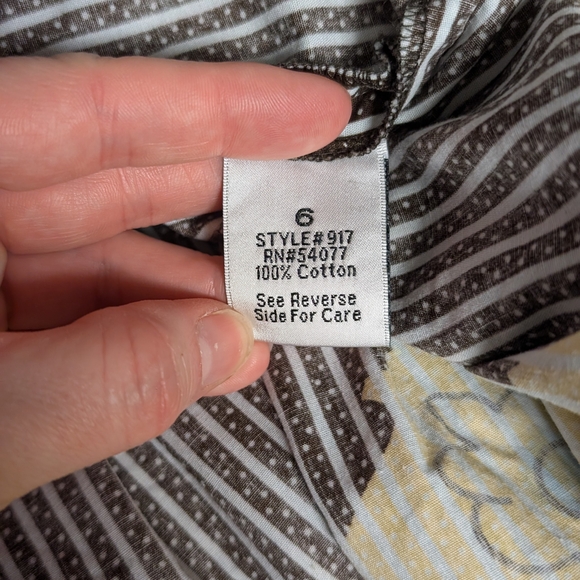 6
STYLE# 917
RN#54077
100% Cotton
See Reverse
Side For Care